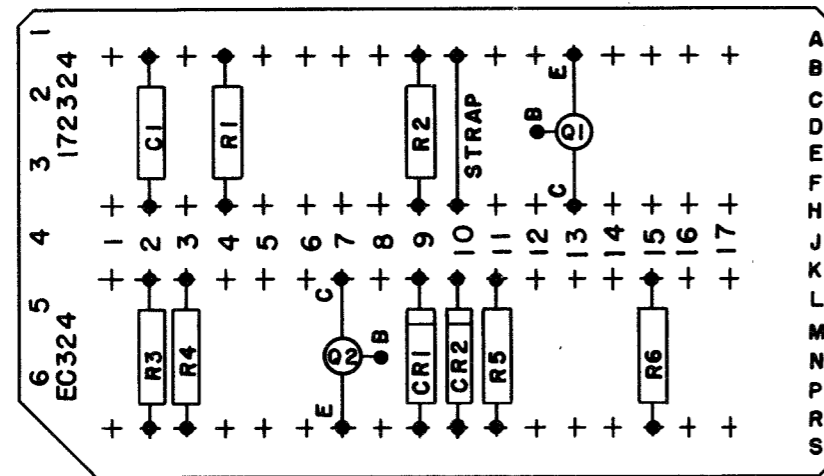 1 2 3 4 5 6
172324
EC324
C1
R1
R2
STRAP
E
B
Q1
C
1 2 3 4 5 6 7 8 9 10 11 12 13 14 15 16 17
R3
R4
C
Q2
B
E
CR1
CR2
R5
R6
A
B
C
D
E
F
H
J
K
L
M
N
P
R
S